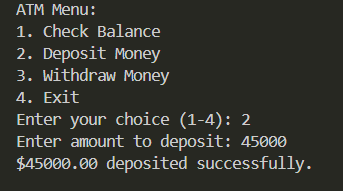 ATM Menu:
1. Check Balance
2. Deposit Money
3. Withdraw Money
4. Exit
Enter your choice (1-4): 2
Enter amount to deposit: 45000
$45000.00 deposited successfully.